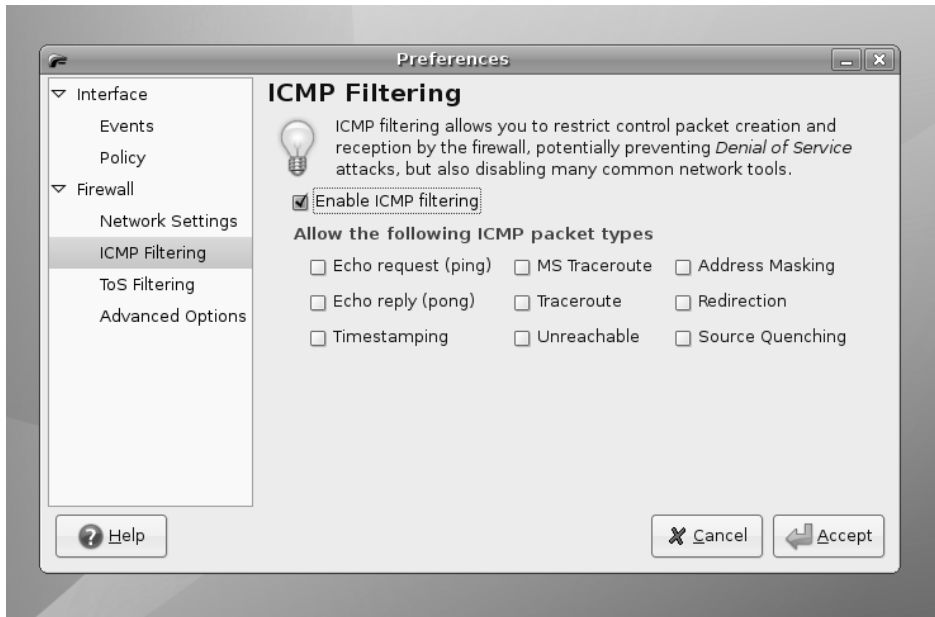 Preferences
Interface
Events
Policy
Firewall
Network Settings
ICMP Filtering
ToS Filtering
Advanced Options
ICMP Filtering
ICMP filtering allows you to restrict control packet creation and
reception by the firewall, potentially preventing Denial of Service
attacks, but also disabling many common network tools.
Enable ICMP filtering
Allow the following ICMP packet types
Echo request (ping) MS Traceroute Address Masking
Echo reply (pong) Traceroute Redirection
Timestamping Unreachable Source Quenching
Help Cancel Accept